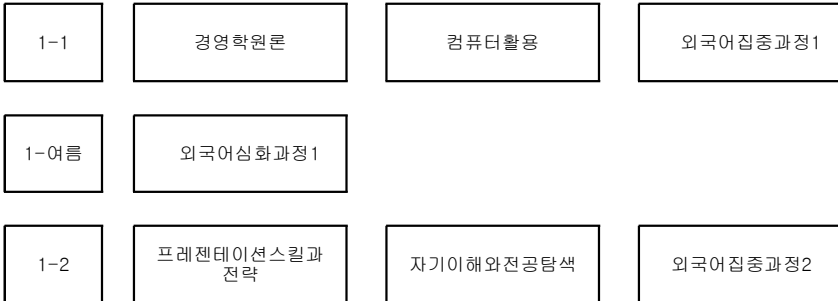 1-1
경영학원론
컴퓨터활용
외국어집중과정1
1-여름
외국어심화과정1
1-2
프레젠테이션스킬과
전략
자기이해와전공탐색
외국어집중과정2